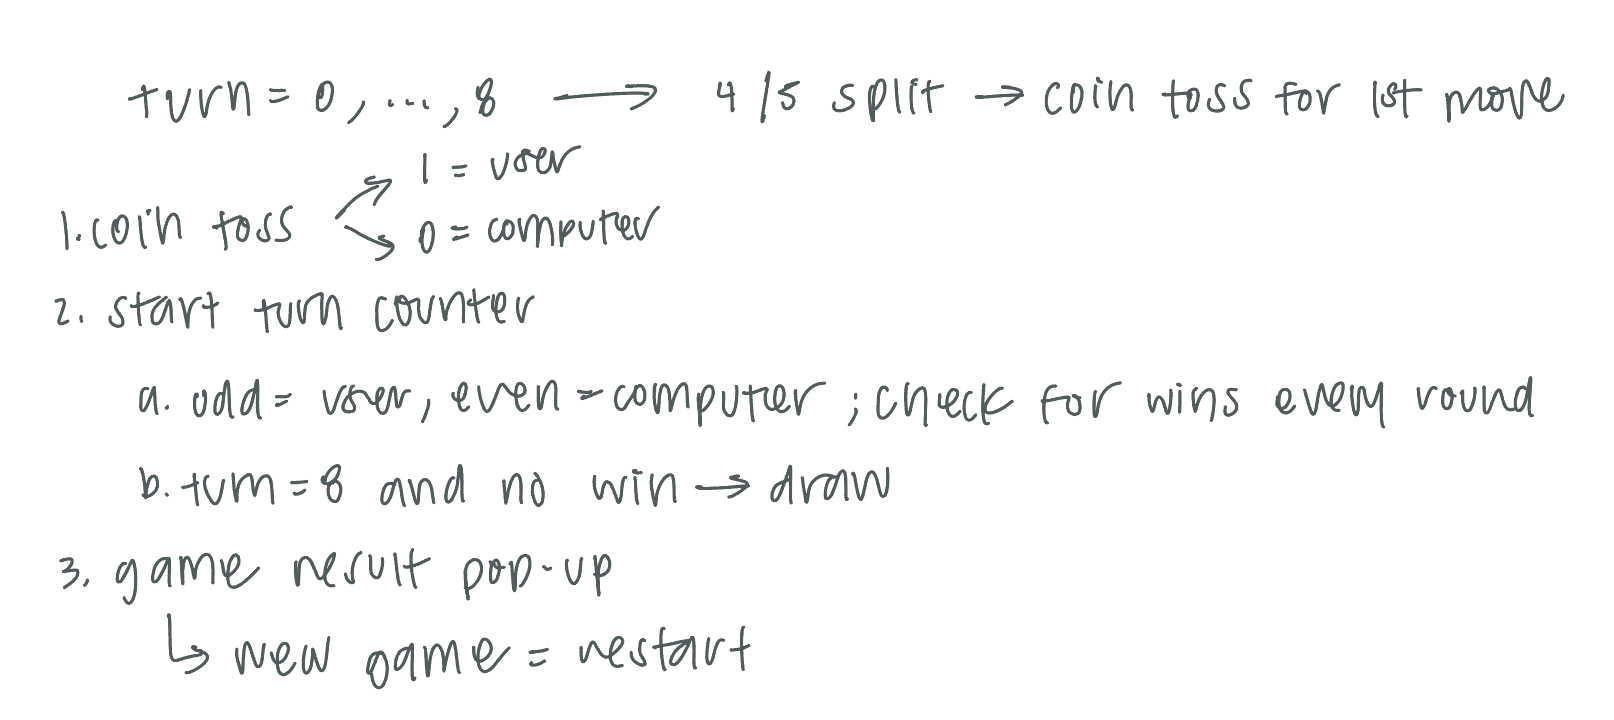 turn = 0, ..., 8 → 4/5 split → coin toss for 1st move
1 = user
1. coin toss
0 = computer
2. start turn counter
a. odd = user, even = computer ; check for wins every round
b. turn = 8 and no win → draw
3. game result pop-up
↳ new game = restart